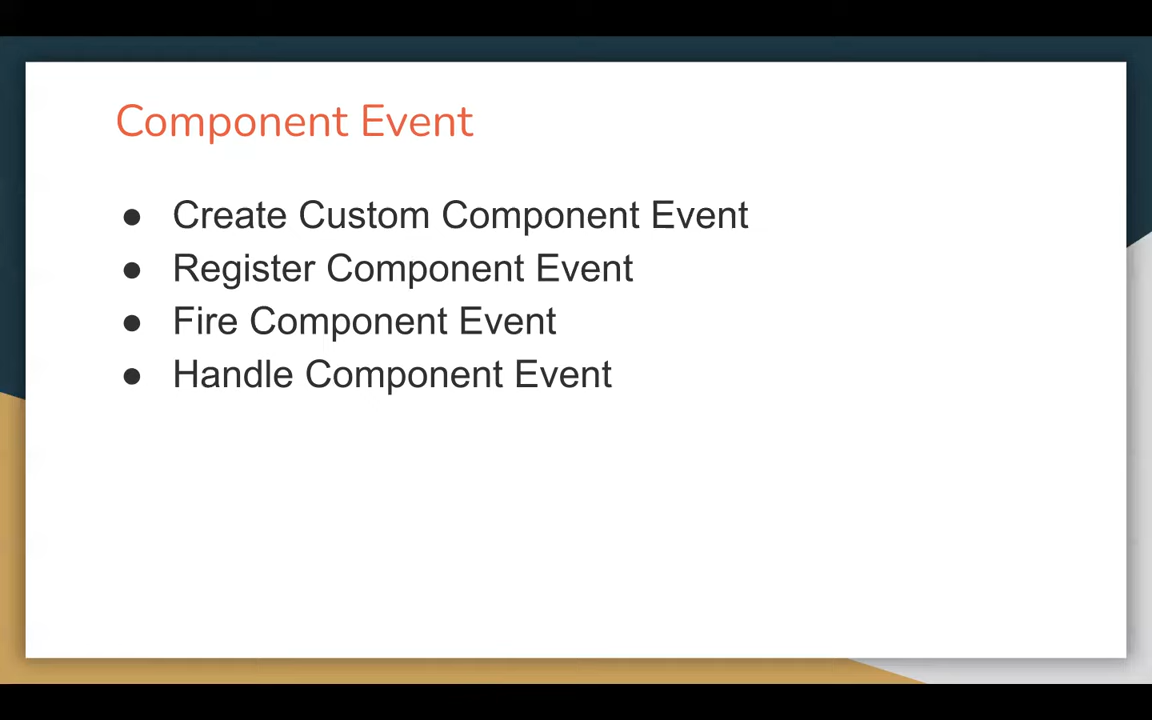 Component Event
● Create Custom Component Event
● Register Component Event
● Fire Component Event
● Handle Component Event